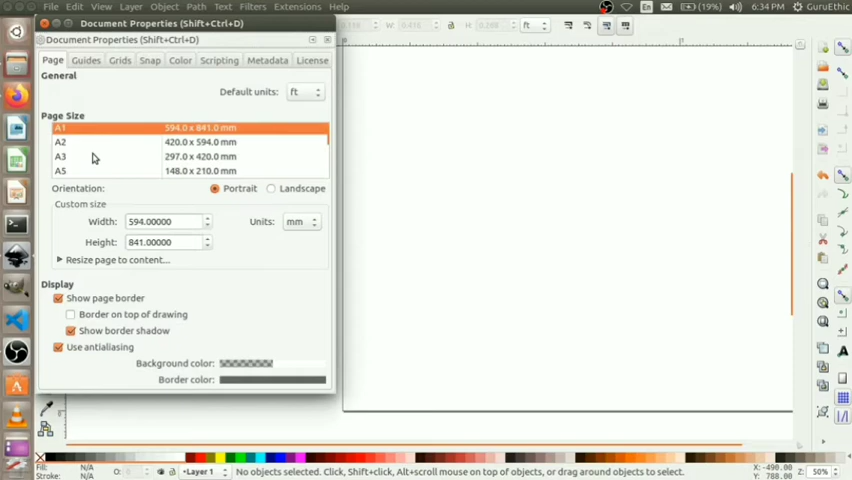 File Edit View Layer Object Path Text Filters Extensions Help
En (19%) 6:34 PM GuruEthic
Document Properties (Shift+Ctrl+D)
Document Properties (Shift+Ctrl+D)
ft
Page Guides Grids Snap Color Scripting Metadata License
General
Default units: ft
Page Size
A1 594.0 x 841.0 mm
A2 420.0 x 594.0 mm
A3 297.0 x 420.0 mm
A5 148.0 x 210.0 mm
Orientation: Portrait Landscape
Custom size
Width: 594.00000 Units: mm
Height: 841.00000
Resize page to content...
Display
Show page border
Border on top of drawing
Show border shadow
Use antialiasing
Background color:
Border color:
Fill: N/A
Stroke: N/A
O:
Layer 1
No objects selected. Click, Shift+click, Alt+scroll mouse on top of objects, or drag around objects to select.
X: -490.00
Y: 788.00
Z: 50%